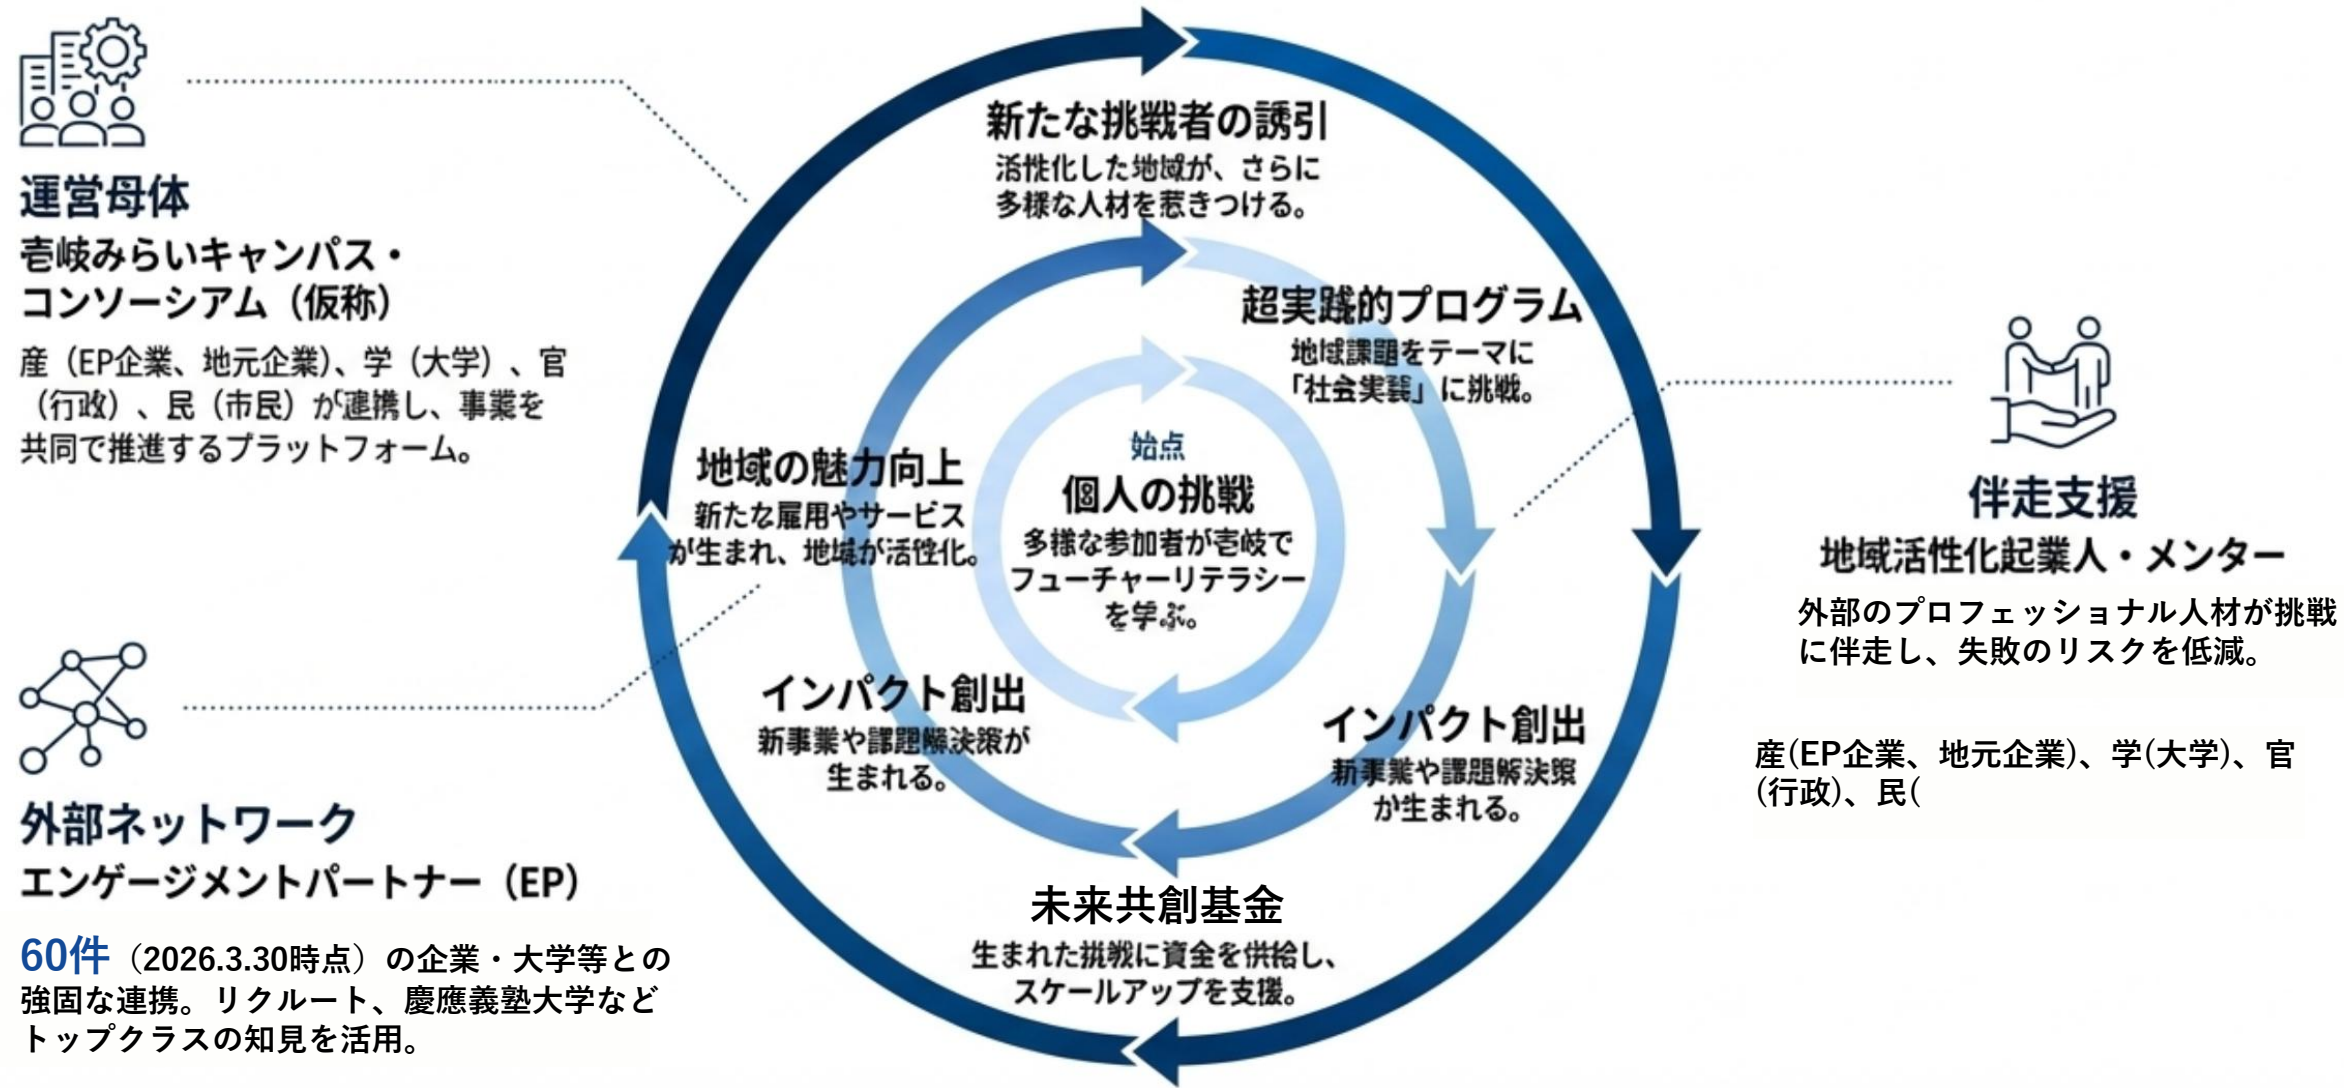 運営母体
壱岐みらいキャンパス・
コンソーシアム（仮称）
産（EP企業、地元企業）、学（大学）、官
（行政）、民（市民）が連携し、事業を
共同で推進するプラットフォーム。
外部ネットワーク
エンゲージメントパートナー（EP）
60件（2026.3.30時点）の企業・大学等との
強固な連携。リクルート、慶應義塾大学など
トップクラスの知見を活用。
新たな挑戦者の誘引
活性化した地域が、さらに
多様な人材を惹きつける。
超実践的プログラム
地域課題をテーマに
「社会実装」に挑戦。
始点
個人の挑戦
多様な参加者が壱岐で
フューチャーリテラシー
を学ぶ。
地域の魅力向上
新たな雇用やサービス
が生まれ、地域が活性化。
インパクト創出
新事業や課題解決策が
生まれる。
インパクト創出
新事業や課題解決策
が生まれる。
未来共創基金
生まれた挑戦に資金を供給し、
スケールアップを支援。
伴走支援
地域活性化起業人・メンター
外部のプロフェッショナル人材が挑戦
に伴走し、失敗のリスクを低減。
産(EP企業、地元企業)、学(大学)、官
(行政)、民(